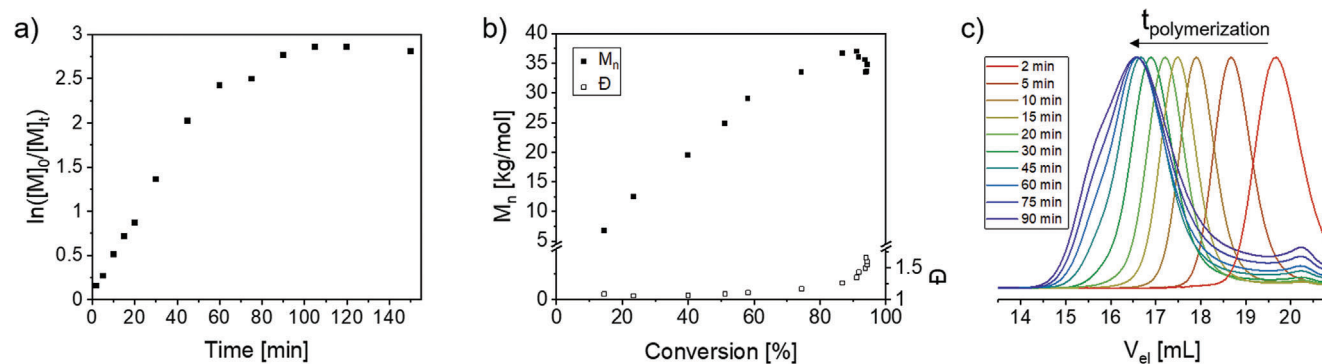 a)
ln([M]0/[M]t)
3
2.5
2
1.5
1
0.5
0
0 20 40 60 80 100 120 140
Time [min]
b)
Mn [kg/mol]
40
35
30
25
20
15
10
5
0
Mn
Đ
1.5
1
Đ
0 20 40 60 80 100
Conversion [%]
c)
tpolymerization
2 min
5 min
10 min
15 min
20 min
30 min
45 min
60 min
75 min
90 min
14 15 16 17 18 19 20
Vel [mL]